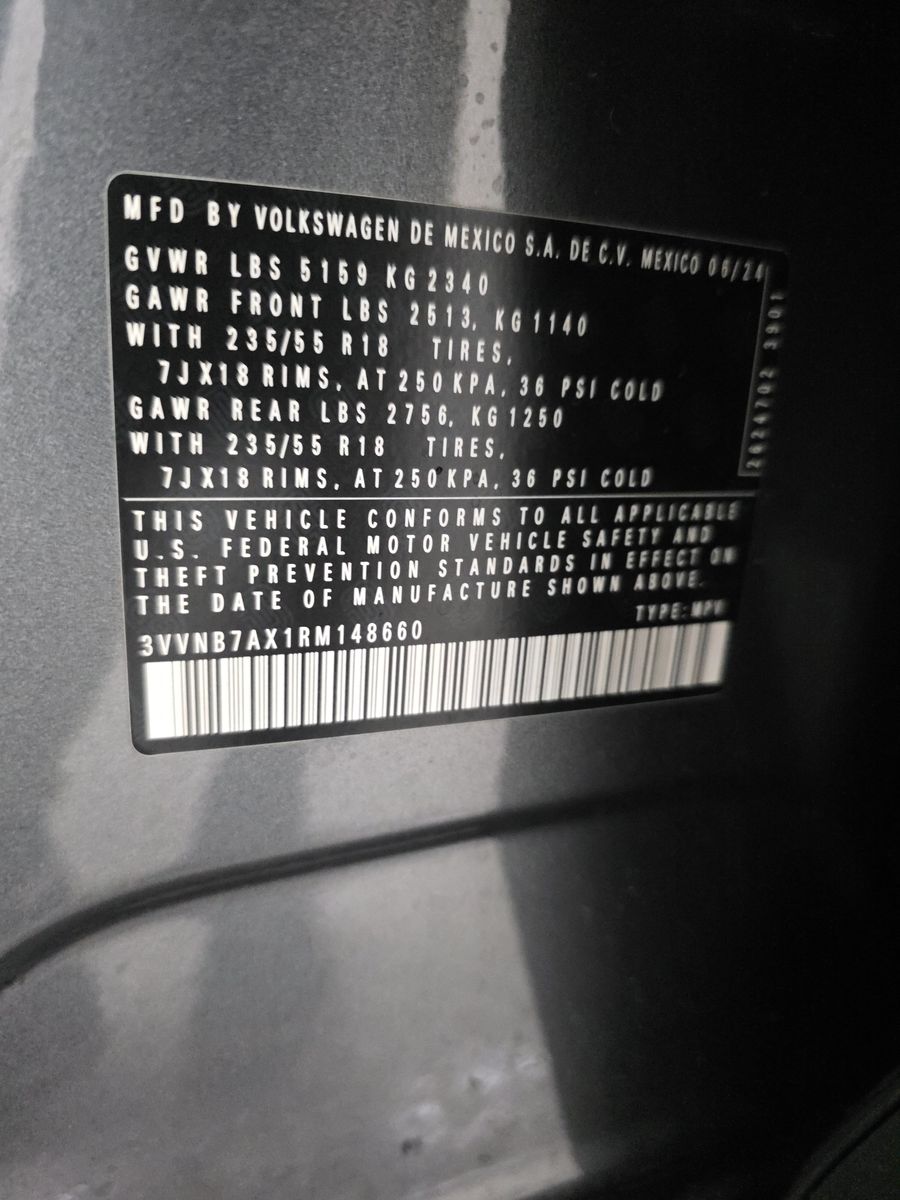 MFD BY VOLKSWAGEN DE MEXICO S.A. DE C.V. MEXICO 06/24
GVWR LBS 5159 KG 2340
GAWR FRONT LBS 2513, KG 1140
WITH 235/55 R18 TIRES,
7JX18 RIMS, AT 250 KPA, 36 PSI COLD
GAWR REAR LBS 2756, KG 1250
WITH 235/55 R18 TIRES,
7JX18 RIMS, AT 250 KPA, 36 PSI COLD
THIS VEHICLE CONFORMS TO ALL APPLICABLE
U.S. FEDERAL MOTOR VEHICLE SAFETY AND
THEFT PREVENTION STANDARDS IN EFFECT ON
THE DATE OF MANUFACTURE SHOWN ABOVE.
TYPE: MPV
3VVNB7AX1RM148660